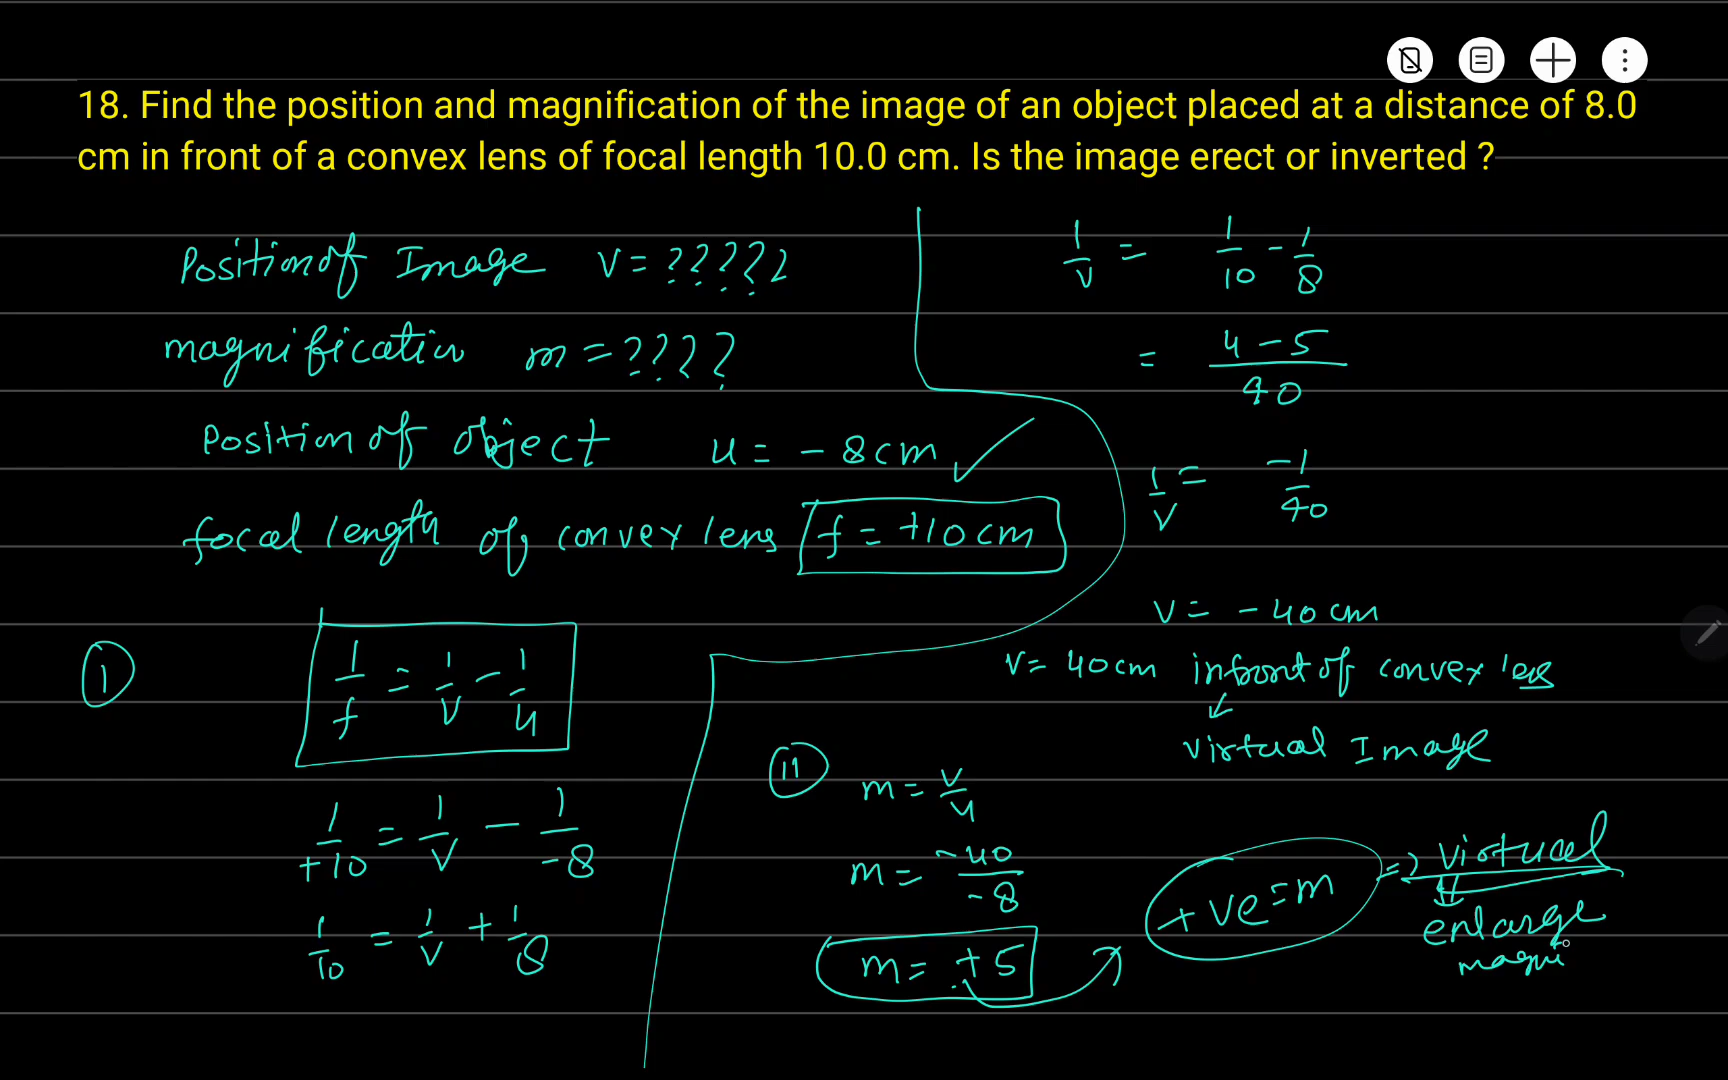 18. Find the position and magnification of the image of an object placed at a distance of 8.0
cm in front of a convex lens of focal length 10.0 cm. Is the image erect or inverted ?
Position of Image v = ?????
magnification m = ????
Position of object u = - 8cm ✓
focal length of convex lens f = +10cm
(I) 1/f = 1/v - 1/u
1/+10 = 1/v - 1/-8
1/10 = 1/v + 1/8
1/v = 1/10 - 1/8
= 4-5/40
1/v = -1/40
v = - 40 cm
v = 40cm infront of convex lens
↙
virtual Image
(II) m = v/u
m = -40/-8
m = +5
+ve = m => virtual
⇓
enlarge
magni